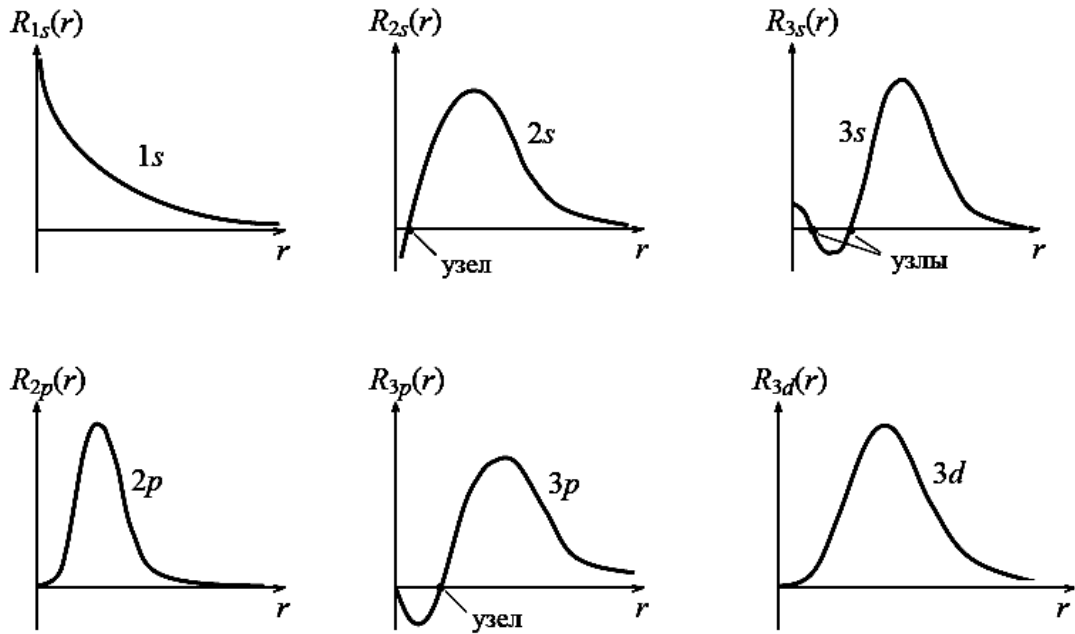 R1s(r)
1s
r
R2s(r)
2s
узел
r
R3s(r)
3s
узлы
r
R2p(r)
2p
r
R3p(r)
3p
узел
r
R3d(r)
3d
r